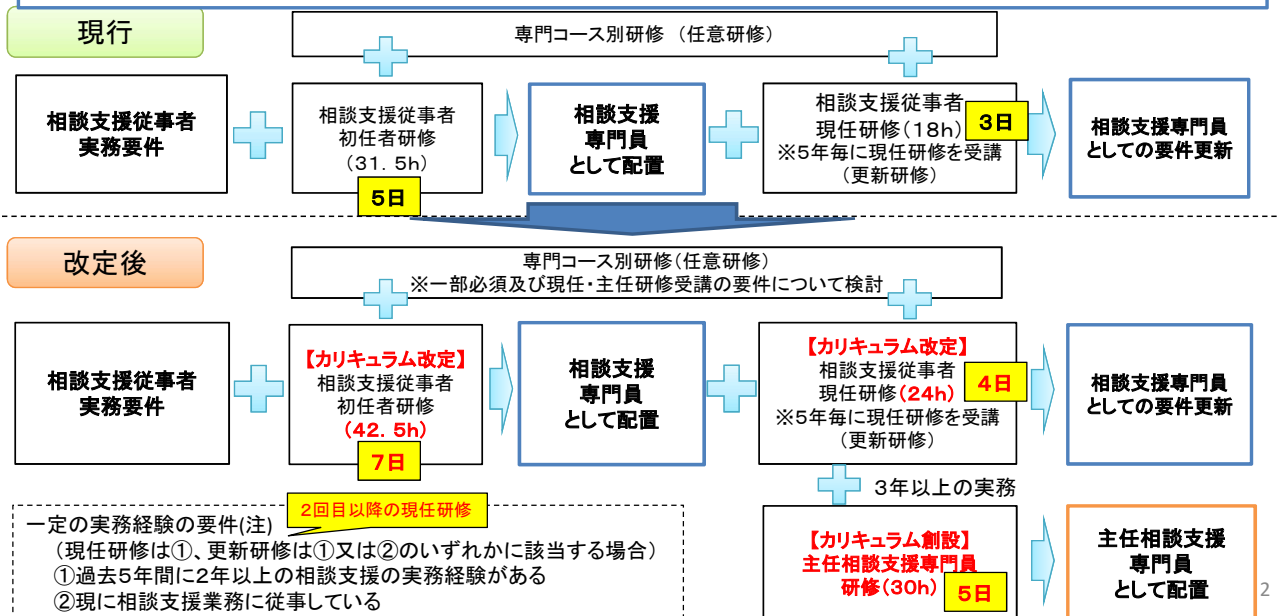 現行
専門コース別研修 (任意研修)
相談支援従事者
実務要件
相談支援従事者
初任者研修
(31.5h)
5日
相談支援
専門員
として配置
相談支援従事者
現任研修(18h)
※5年毎に現任研修を受講
(更新研修)
3日
相談支援専門員
としての要件更新
改定後
専門コース別研修(任意研修)
※一部必須及び現任・主任研修受講の要件について検討
相談支援従事者
実務要件
【カリキュラム改定】
相談支援従事者
初任者研修
(42.5h)
7日
相談支援
専門員
として配置
【カリキュラム改定】
相談支援従事者
現任研修(24h)
※5年毎に現任研修を受講
(更新研修)
4日
相談支援専門員
としての要件更新
3年以上の実務
2回目以降の現任研修
一定の実務経験の要件(注)
(現任研修は①、更新研修は①又は②のいずれかに該当する場合)
①過去5年間に2年以上の相談支援の実務経験がある
②現に相談支援業務に従事している
【カリキュラム創設】
主任相談支援専門員
研修(30h)
5日
主任相談支援
専門員
として配置
2